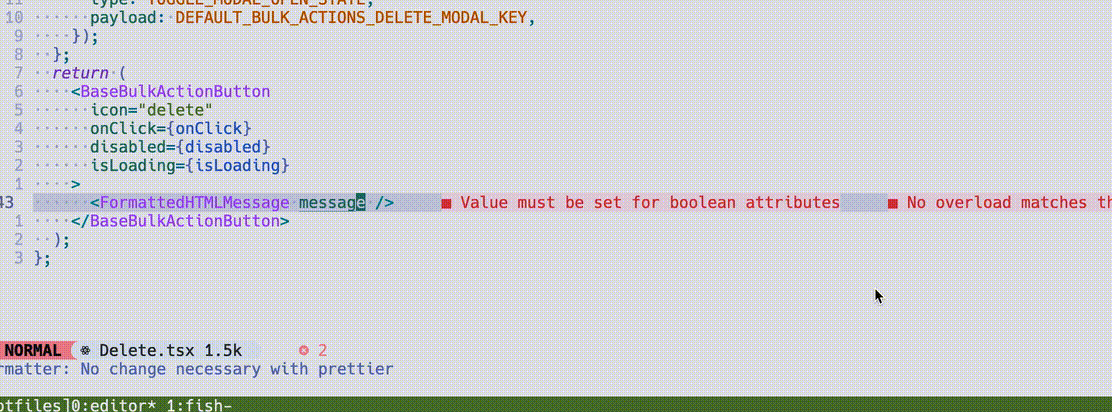 11 type: TOGGLE_MODAL_OPEN_STATE,
10 ······payload: DEFAULT_BULK_ACTIONS_DELETE_MODAL_KEY,
9 ····});
8 ··};
7 ··return·(
6 ····<BaseBulkActionButton
5 ······icon="delete"
4 ······onClick={onClick}
3 ······disabled={disabled}
2 ······isLoading={isLoading}
1 ····>
43 ······<FormattedHTMLMessage·message·/> ■ Value must be set for boolean attributes ■ No overload matches th
1 ····</BaseBulkActionButton>
2 ··);
3 };
NORMAL Delete.tsx 1.5k 2
rmatter: No change necessary with prettier
otfiles]0:editor* 1:fish-